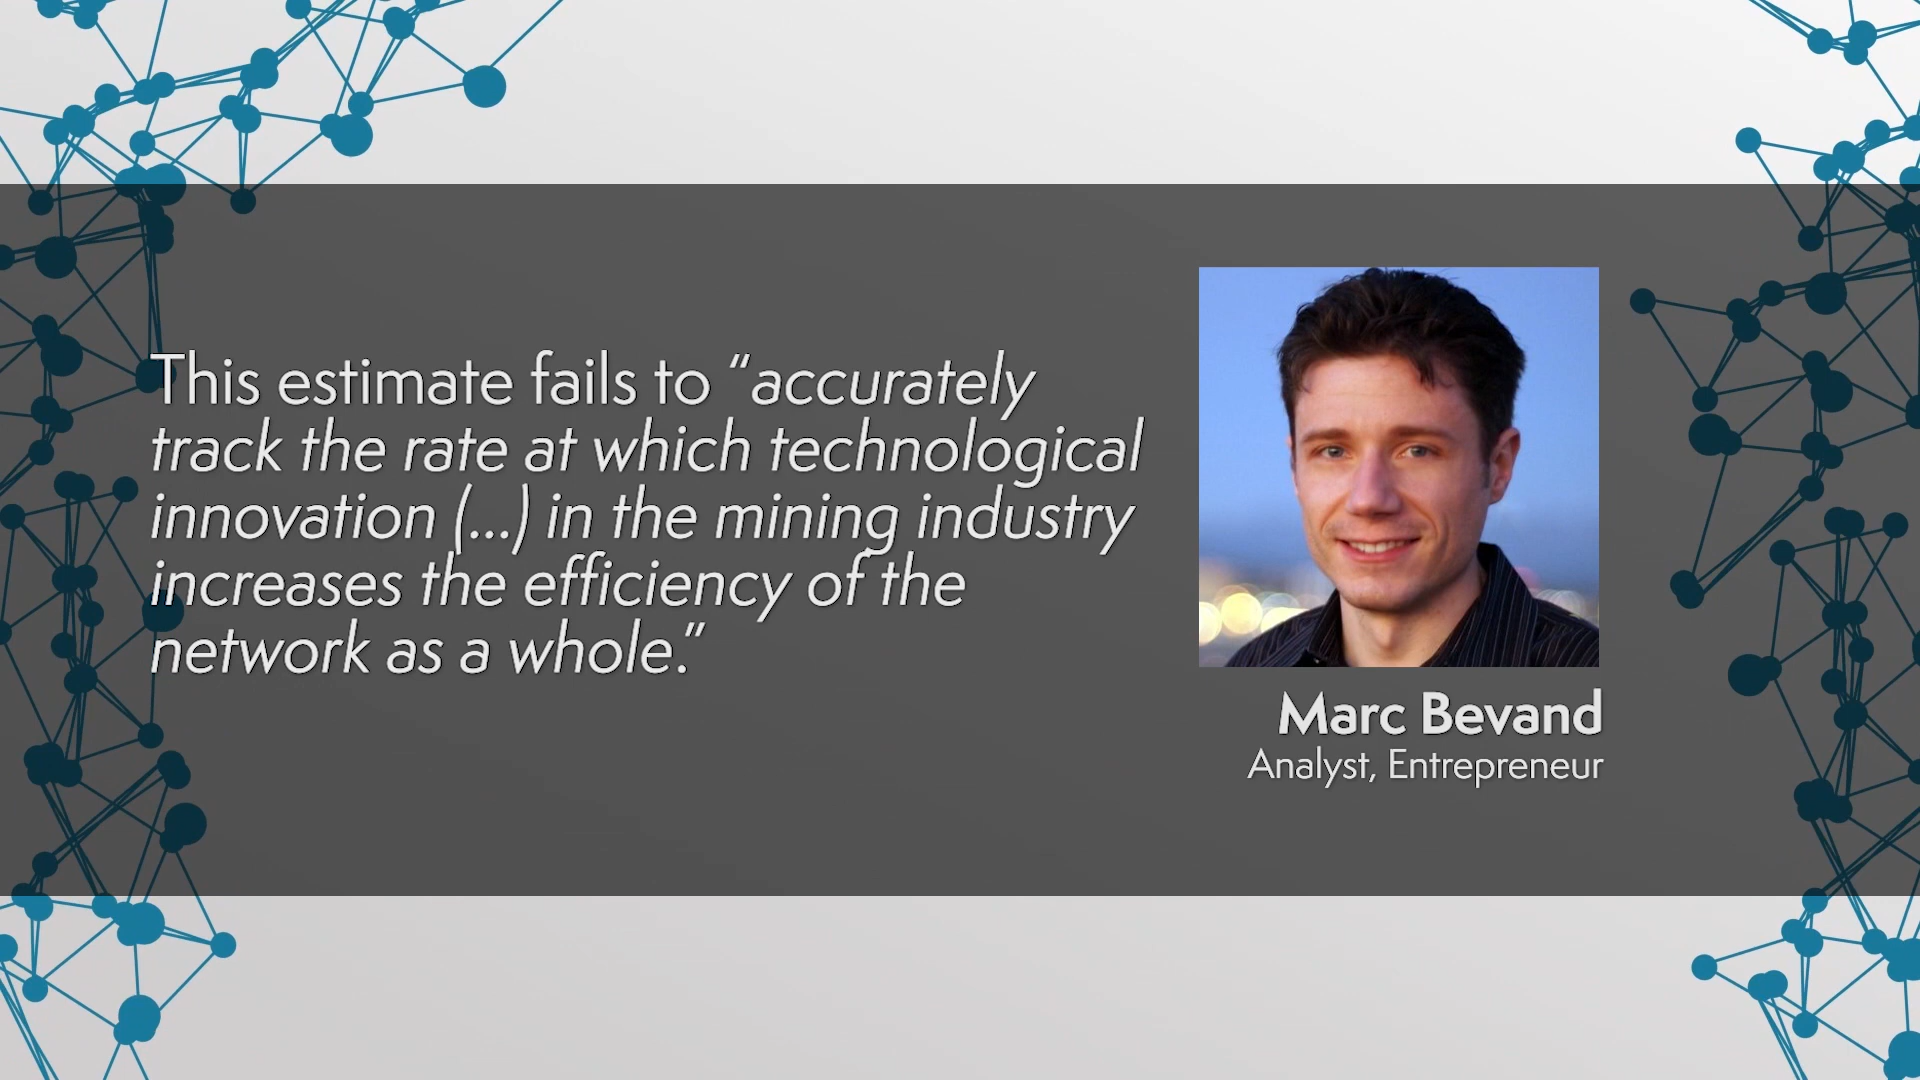 This estimate fails to “accurately
track the rate at which technological
innovation (...) in the mining industry
increases the efficiency of the
network as a whole.”
Marc Bevand
Analyst, Entrepreneur